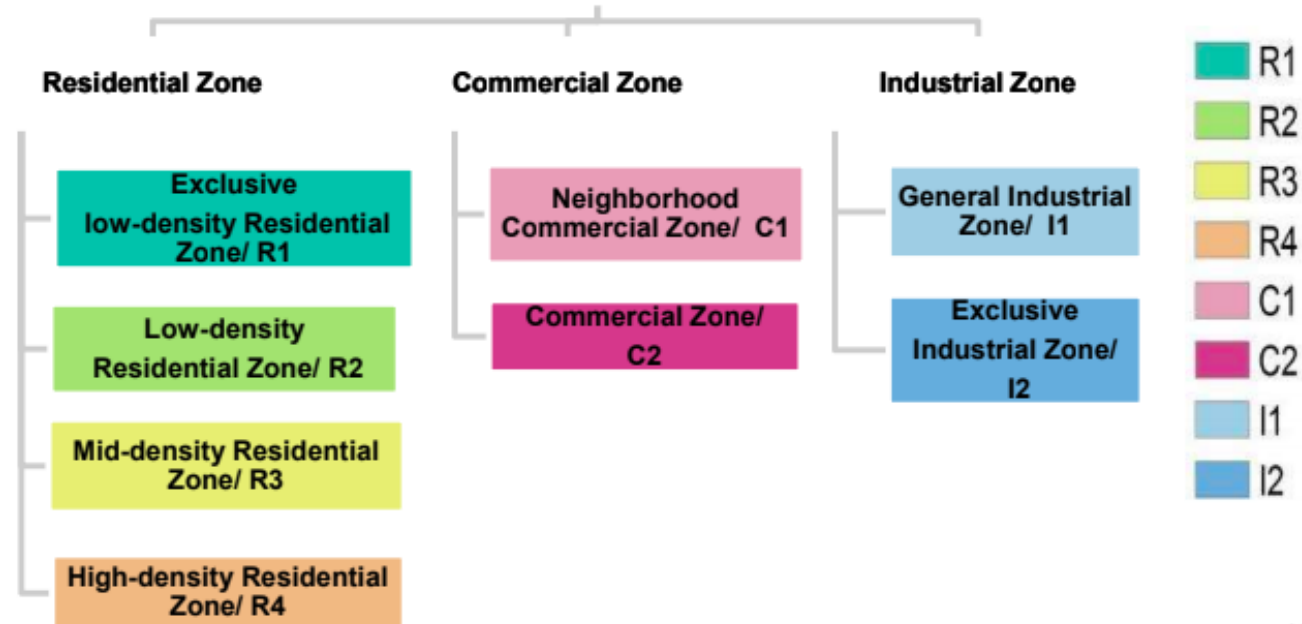 Residential Zone
Exclusive
low-density Residential
Zone/ R1
Low-density
Residential Zone/ R2
Mid-density Residential
Zone/ R3
High-density Residential
Zone/ R4
Commercial Zone
Neighborhood
Commercial Zone/ C1
Commercial Zone/
C2
Industrial Zone
General Industrial
Zone/ I1
Exclusive
Industrial Zone/
I2
R1
R2
R3
R4
C1
C2
I1
I2